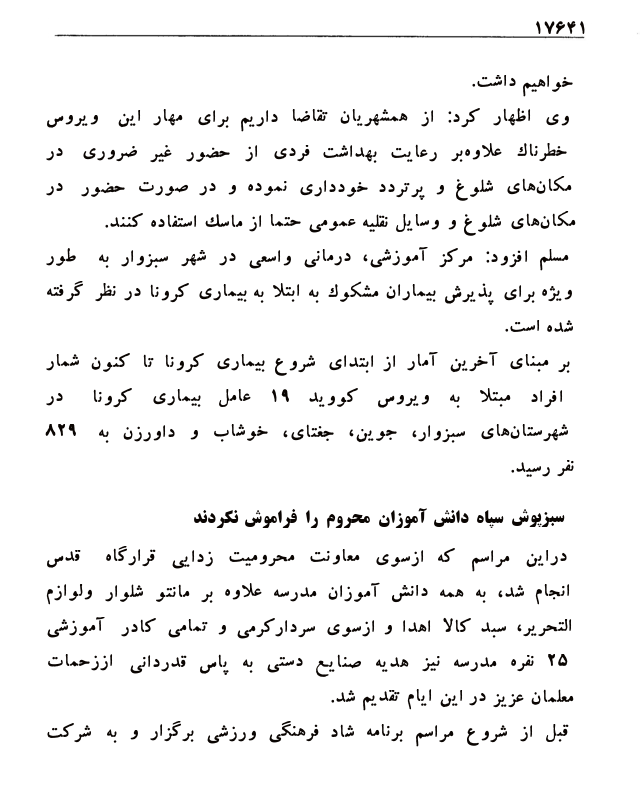 ۱۷۶۴۱
خواهیم داشت.
وی اظهار کرد: از همشهریان تقاضا داریم برای مهار این ویروس
خطرناك علاوه‌بر رعایت بهداشت فردی از حضور غیر ضروری در
مکان‌های شلوغ و پرتردد خودداری نموده و در صورت حضور در
مکان‌های شلوغ و وسایل نقلیه عمومی حتما از ماسك استفاده کنند.
مسلم افزود: مرکز آموزشی، درمانی واسعی در شهر سبزوار به طور
ویژه برای پذیرش بیماران مشکوك به ابتلا به بیماری کرونا در نظر گرفته
شده است.
بر مبنای آخرین آمار از ابتدای شروع بیماری کرونا تا کنون شمار
افراد مبتلا به ویروس کووید ۱۹ عامل بیماری کرونا در
شهرستان‌های سبزوار، جوین، جغتای، خوشاب و داورزن به ۸۲۹
نفر رسید.
سبزپوش سپاه دانش آموزان محروم را فراموش نکردند
دراین مراسم که ازسوی معاونت محرومیت زدایی قرارگاه قدس
انجام شد، به همه دانش آموزان مدرسه علاوه بر مانتو شلوار ولوازم
التحریر، سبد کالا اهدا و ازسوی سردارکرمی و تمامی کادر آموزشی
۲۵ نفره مدرسه نیز هدیه صنایع دستی به پاس قدردانی اززحمات
معلمان عزیز در این ایام تقدیم شد.
قبل از شروع مراسم برنامه شاد فرهنگی ورزشی برگزار و به شرکت